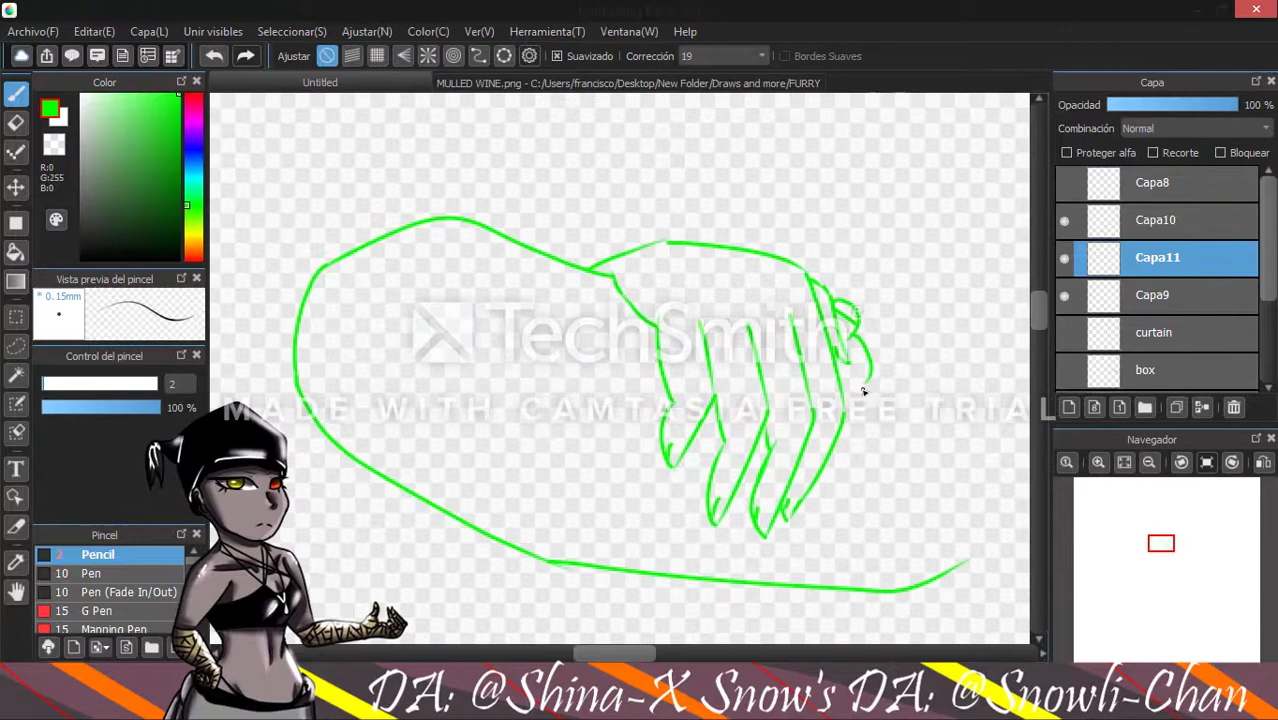 Archivo(F) Editar(E) Capa(L) Unir visibles Seleccionar(S) Ajustar(N) Color(C) Ver(V) Herramienta(T) Ventana(W) Help
Ajustar Suavizado Corrección 19 Bordes Suaves
Color
Untitled
MULLED WINE.png - C:/Users/francisco/Desktop/New Folder/Draws and more/FURRY
Capa
R:0
G:255
B:0
Opacidad 100 %
Combinación Normal
Proteger alfa Recorte Bloquear
Capa8
Capa10
Capa11
Capa9
curtain
box
Vista previa del pincel
* 0.15mm
Control del pincel
2
100 %
TechSmith
MADE WITH CAMTASIA FREE TRIAL
Navegador
Pincel
2 Pencil
10 Pen
10 Pen (Fade In/Out)
15 G Pen
15 Mapping Pen
DA: @Shina-X Snow's DA: @Snowli-Chan